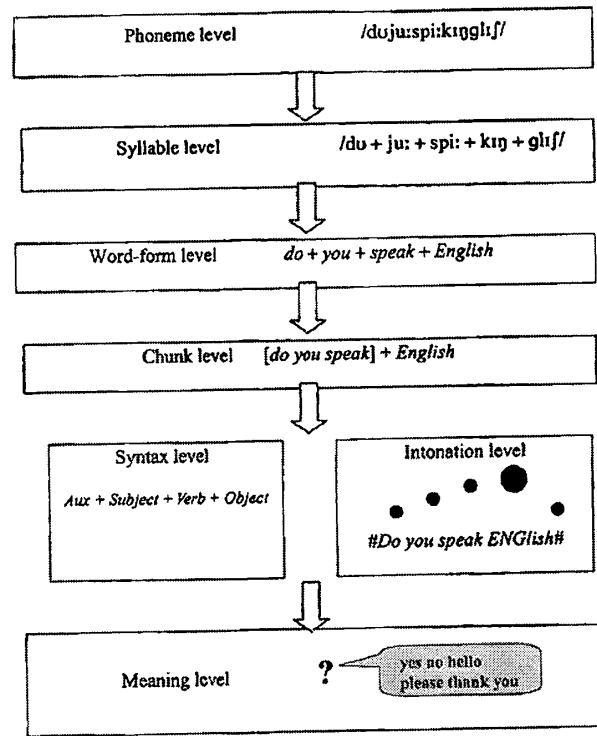 Phoneme level /dʊju:spi:kɪŋglɪʃ/
Syllable level /dʊ + ju: + spi: + kɪŋ + glɪʃ/
Word-form level do + you + speak + English
Chunk level [do you speak] + English
Syntax level
Aux + Subject + Verb + Object
Intonation level
#Do you speak ENGlish#
Meaning level ?
yes no hello
please thank you